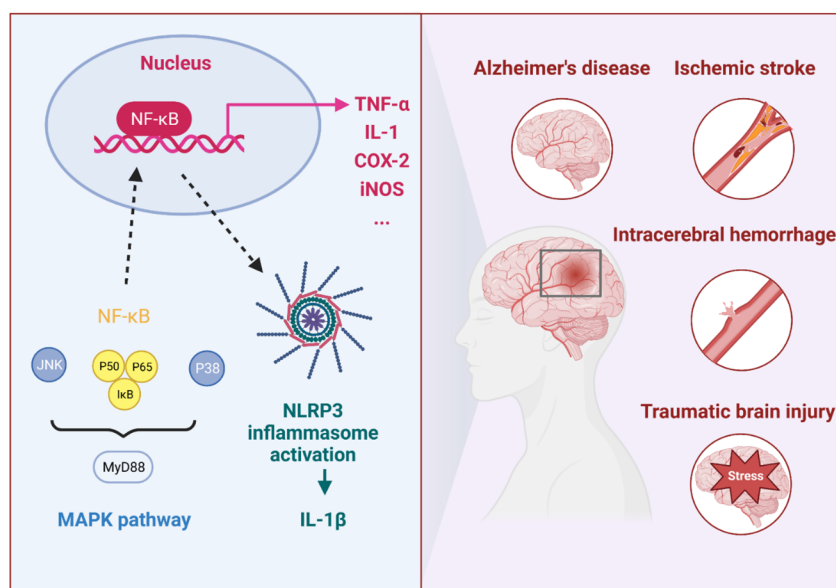 Nucleus
NF-κB
TNF-α
IL-1
COX-2
iNOS
...
NF-κB
JNK
P50
P65
IκB
P38
MyD88
MAPK pathway
NLRP3
inflammasome
activation
IL-1β
Alzheimer's disease
Ischemic stroke
Intracerebral hemorrhage
Traumatic brain injury
Stress